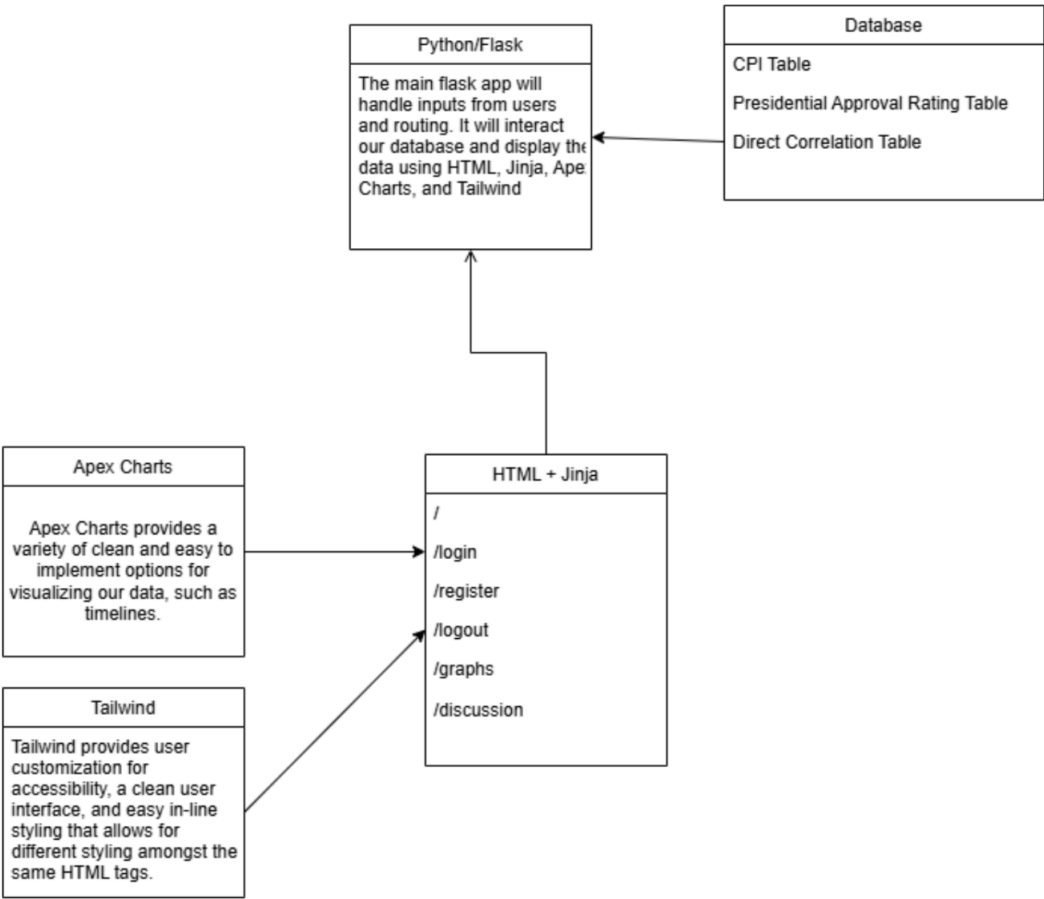 Python/Flask
The main flask app will
handle inputs from users
and routing. It will interact
our database and display the
data using HTML, Jinja, Ape
Charts, and Tailwind
Database
CPI Table
Presidential Approval Rating Table
Direct Correlation Table
Apex Charts
Apex Charts provides a
variety of clean and easy to
implement options for
visualizing our data, such as
timelines.
HTML + Jinja
/
/login
/register
/logout
/graphs
/discussion
Tailwind
Tailwind provides user
customization for
accessibility, a clean user
interface, and easy in-line
styling that allows for
different styling amongst the
same HTML tags.